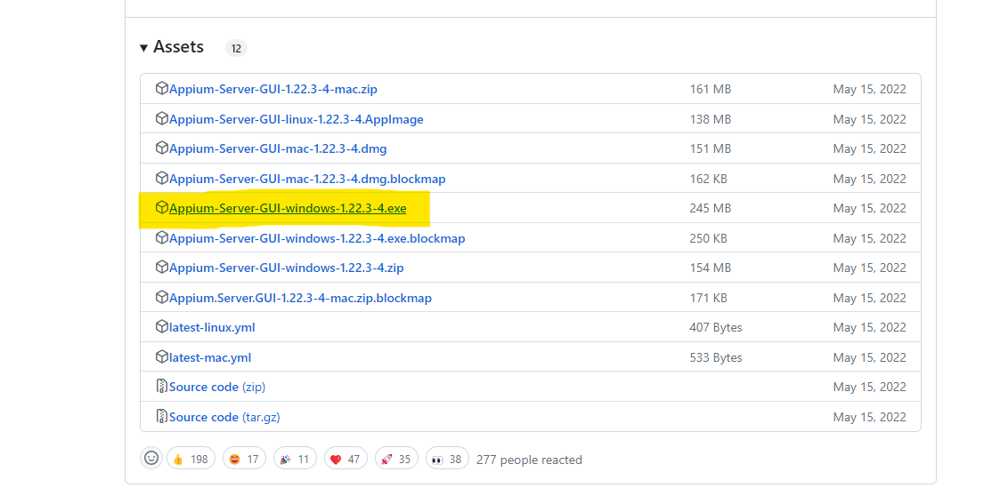 Assets 12
Appium-Server-GUI-1.22.3-4-mac.zip 161 MB May 15, 2022
Appium-Server-GUI-linux-1.22.3-4.AppImage 138 MB May 15, 2022
Appium-Server-GUI-mac-1.22.3-4.dmg 151 MB May 15, 2022
Appium-Server-GUI-mac-1.22.3-4.dmg.blockmap 162 KB May 15, 2022
Appium-Server-GUI-windows-1.22.3-4.exe 245 MB May 15, 2022
Appium-Server-GUI-windows-1.22.3-4.exe.blockmap 250 KB May 15, 2022
Appium-Server-GUI-windows-1.22.3-4.zip 154 MB May 15, 2022
Appium.Server.GUI-1.22.3-4-mac.zip.blockmap 171 KB May 15, 2022
latest-linux.yml 407 Bytes May 15, 2022
latest-mac.yml 533 Bytes May 15, 2022
Source code (zip) May 15, 2022
Source code (tar.gz) May 15, 2022
198 17 11 47 35 38 277 people reacted